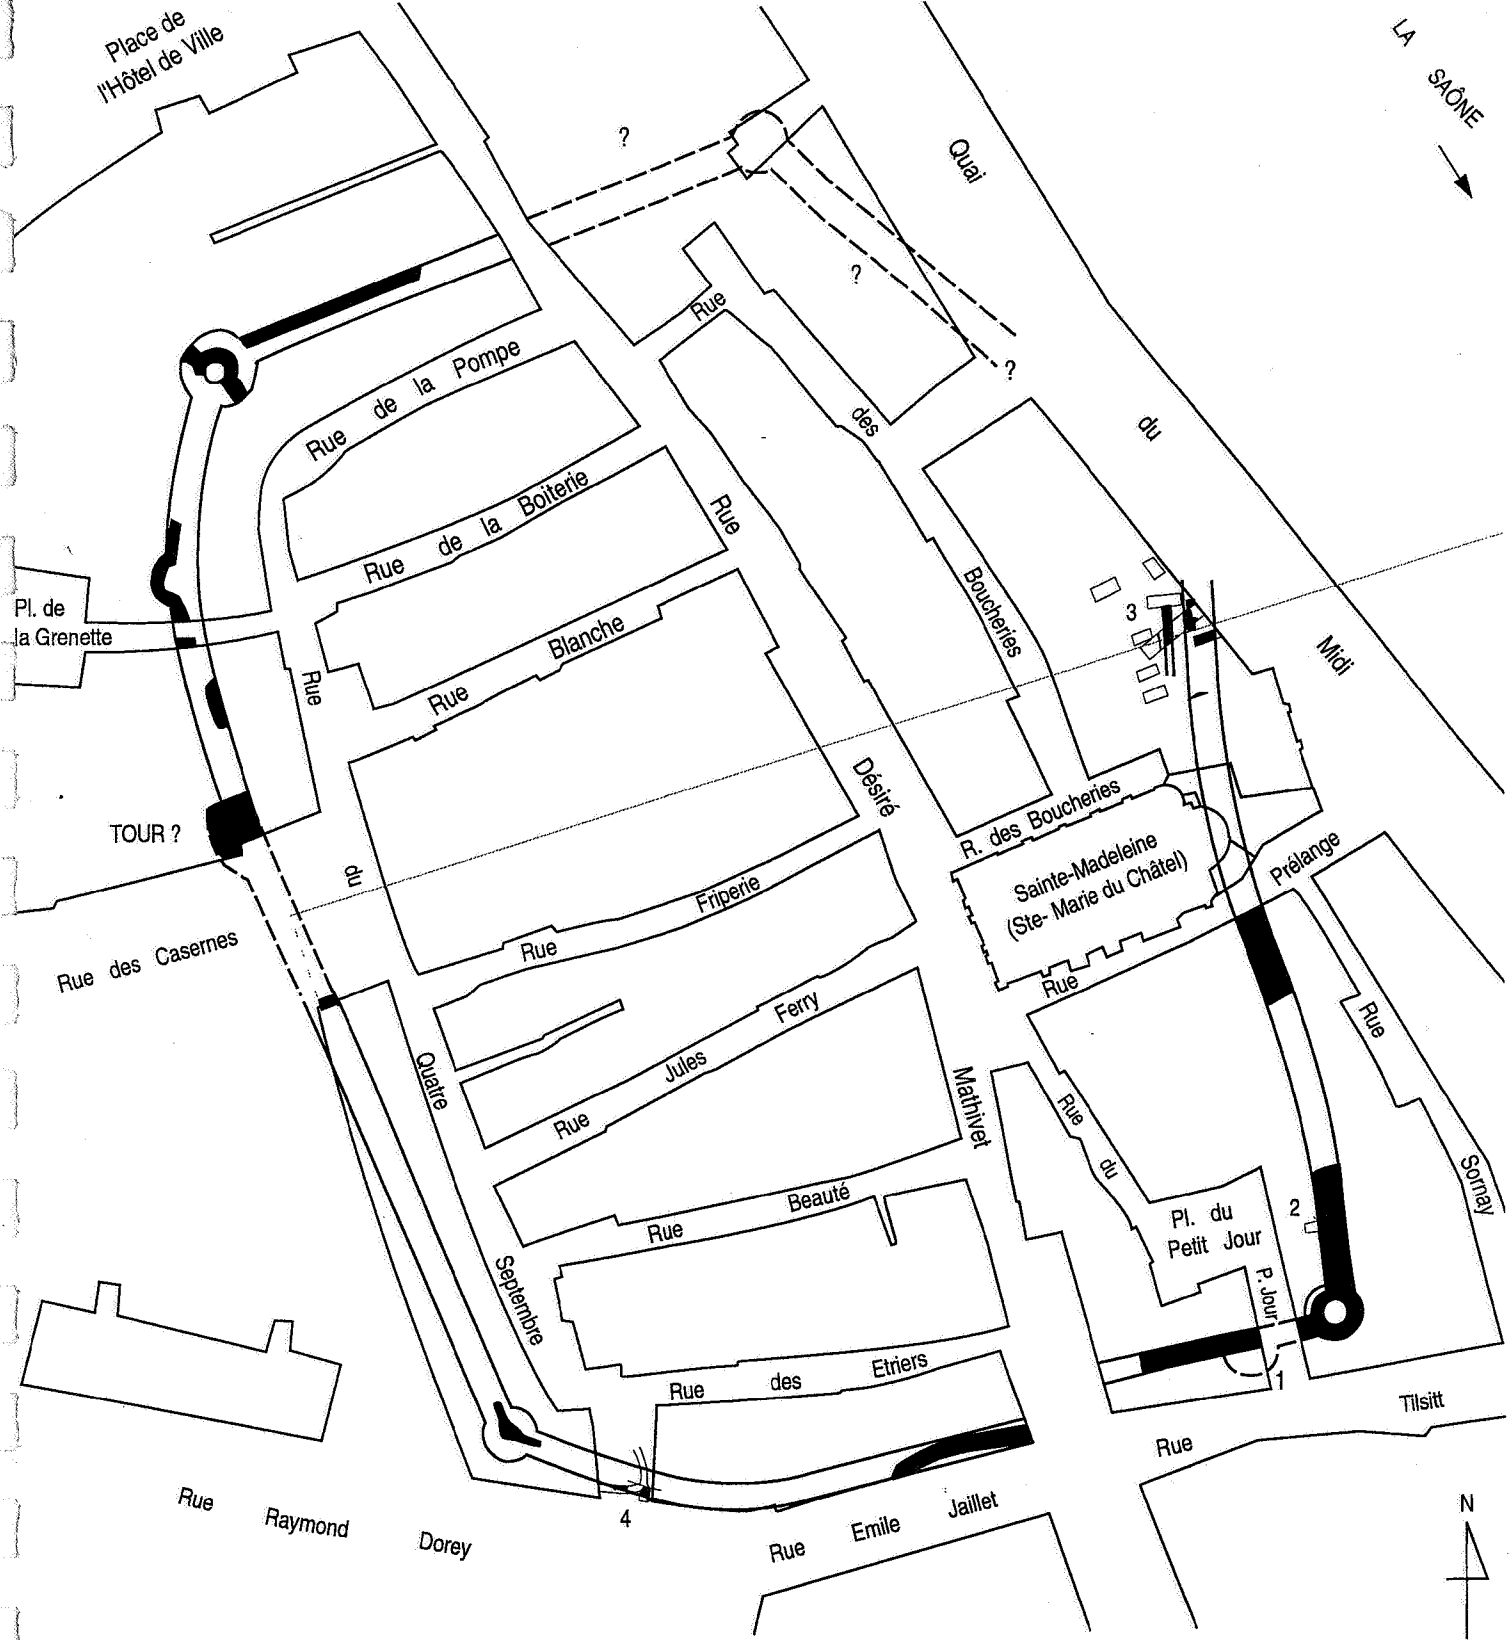 Place de
l'Hôtel de Ville
LA SAÔNE
?
Quai
?
Rue
?
Rue de la Pompe
des
du
Rue de la Boiterie
Rue
Boucheries
3
Pl. de
la Grenette
Rue Blanche
Rue
Midi
Désiré
R. des Boucheries
TOUR ?
Sainte-Madeleine
(Ste- Marie du Châtel)
Prélange
du
Rue Friperie
Rue des Casernes
Rue
Rue
Rue Jules Ferry
Quatre
Mathivet
Rue
du
Sornay
Rue Beauté
2
Pl. du
Petit Jour
P. Jour
Septembre
Rue des Etriers
1
Tilsitt
Rue
Rue Raymond Dorey
4
Rue Emile Jaillet
N